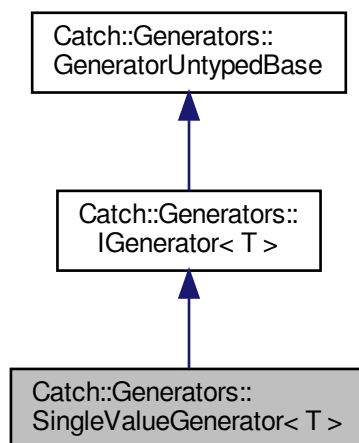 Catch::Generators::
GeneratorUntypedBase
Catch::Generators::
IGenerator< T >
Catch::Generators::
SingleValueGenerator< T >